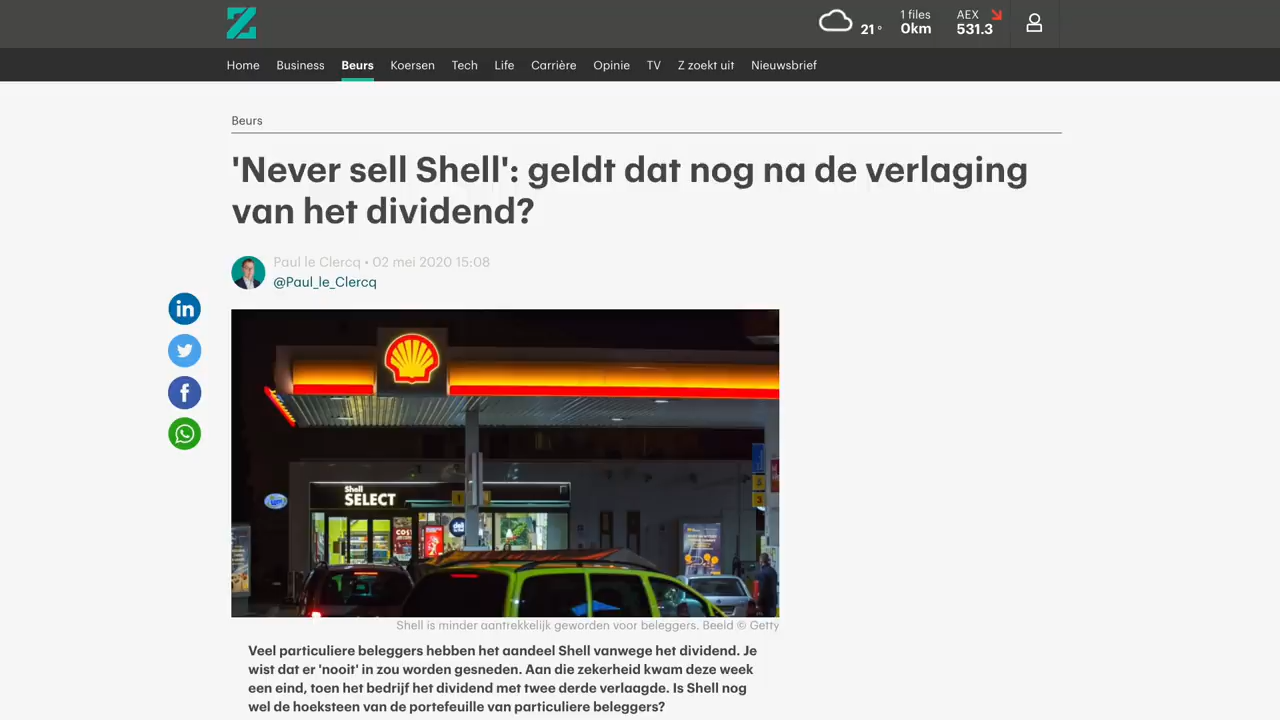 Z
21°
1 files
0km
AEX
531.3
Home Business Beurs Koersen Tech Life Carrière Opinie TV Z zoekt uit Nieuwsbrief
Beurs
'Never sell Shell': geldt dat nog na de verlaging
van het dividend?
Paul le Clercq • 02 mei 2020 15:08
@Paul_le_Clercq
in
f
Shell
SELECT
Shell is minder aantrekkelijk geworden voor beleggers. Beeld © Getty
Veel particuliere beleggers hebben het aandeel Shell vanwege het dividend. Je
wist dat er 'nooit' in zou worden gesneden. Aan die zekerheid kwam deze week
een eind, toen het bedrijf het dividend met twee derde verlaagde. Is Shell nog
wel de hoeksteen van de portefeuille van particuliere beleggers?